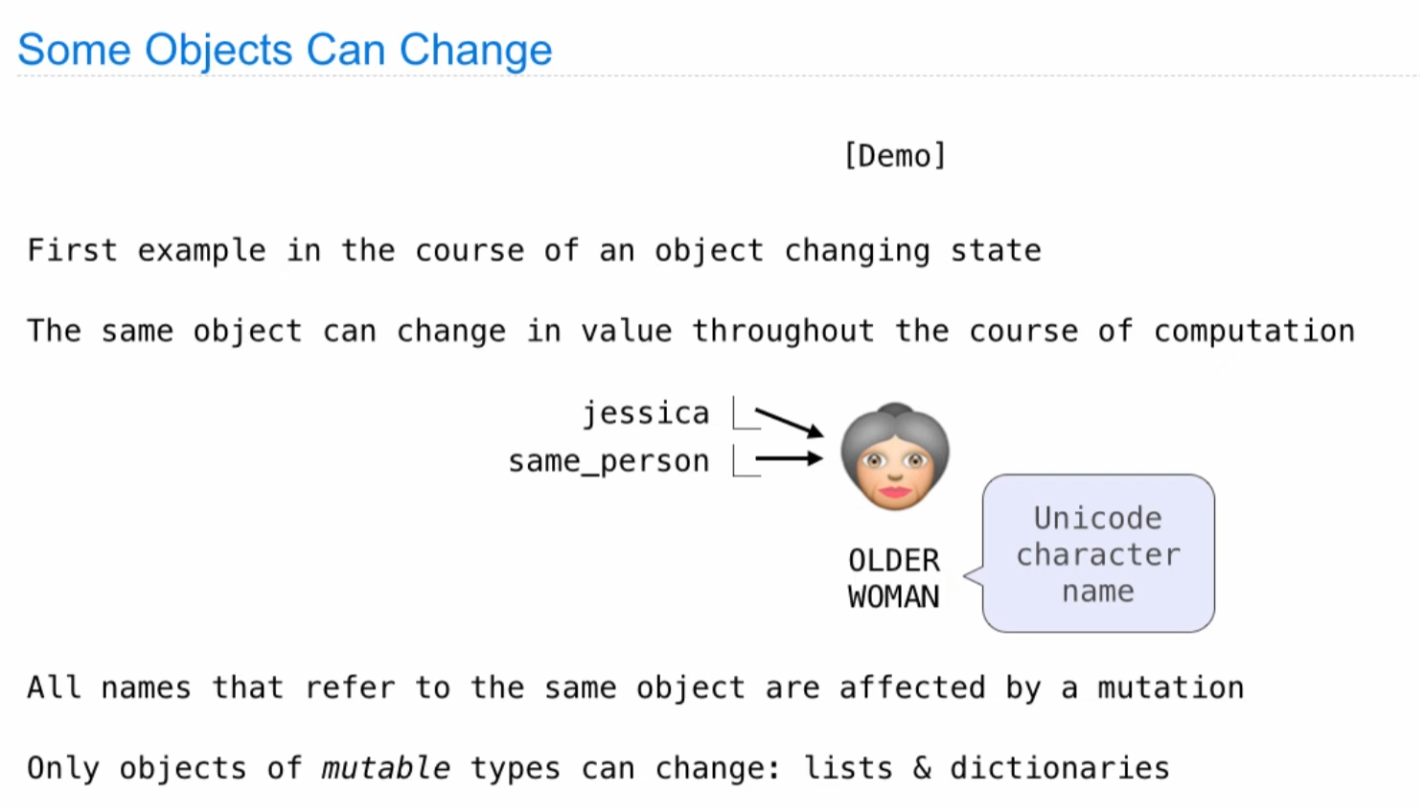 Some Objects Can Change
[Demo]
First example in the course of an object changing state
The same object can change in value throughout the course of computation
jessica
same_person
OLDER
WOMAN
Unicode
character
name
All names that refer to the same object are affected by a mutation
Only objects of mutable types can change: lists & dictionaries